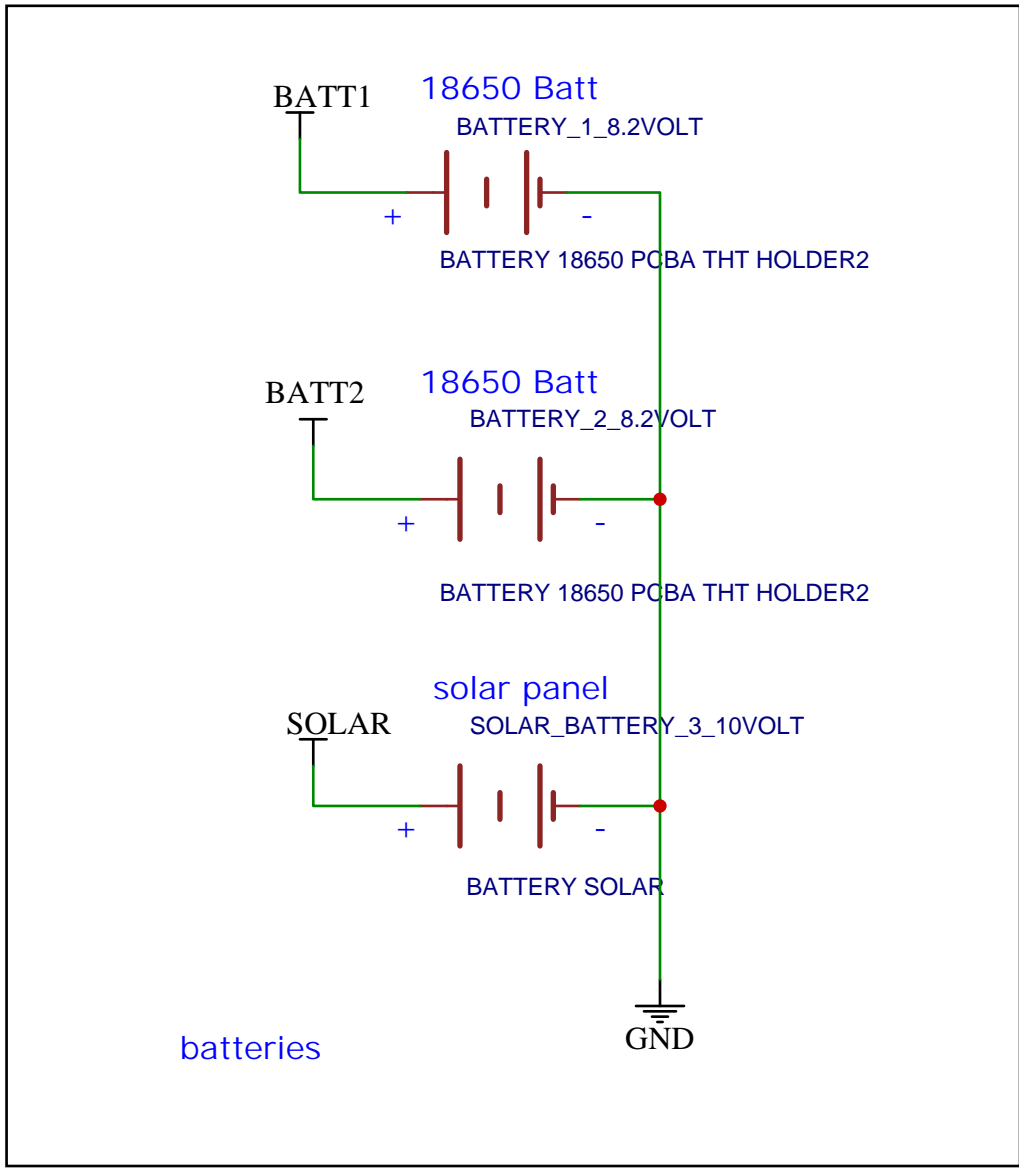 18650 Batt
BATT1
BATTERY_1_8.2VOLT
+ -
BATTERY 18650 PCBA THT HOLDER2
18650 Batt
BATT2
BATTERY_2_8.2VOLT
+ -
BATTERY 18650 PCBA THT HOLDER2
solar panel
SOLAR
SOLAR_BATTERY_3_10VOLT
+ -
BATTERY SOLAR
GND
batteries